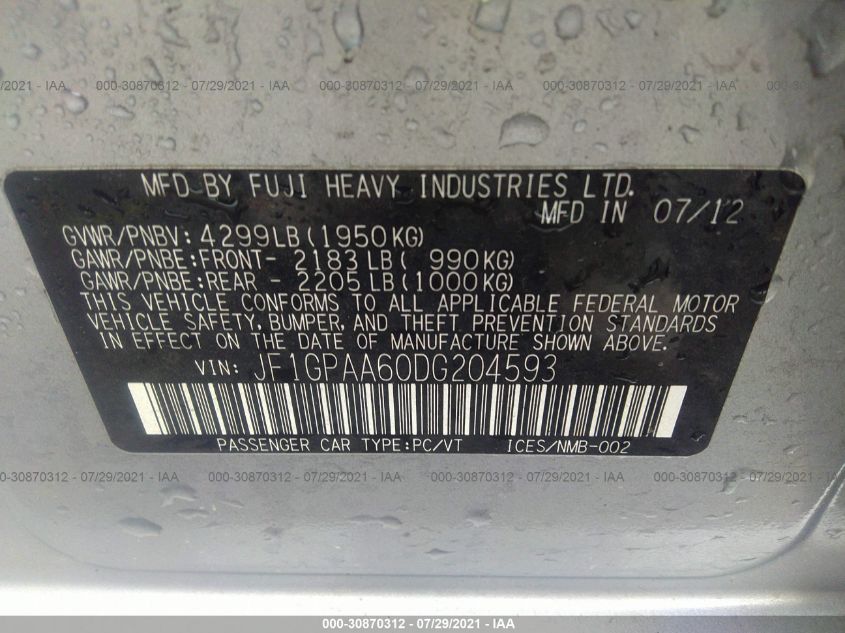 0/2021 - IAA 000-30870312 - 07/29/2021 - IAA 000-30870312 - 07/29/2021 - IAA 000-30870312 - 07/2
MFD BY FUJI HEAVY INDUSTRIES LTD.
MFD IN 07/12
GVWR/PNBV: 4299LB(1950KG)
GAWR/PNBE:FRONT- 2183LB( 990KG)
GAWR/PNBE:REAR - 2205LB(1000KG)
THIS VEHICLE CONFORMS TO ALL APPLICABLE FEDERAL MOTOR
VEHICLE SAFETY, BUMPER, AND THEFT PREVENTION STANDARDS
IN EFFECT ON THE DATE OF MANUFACTURE SHOWN ABOVE.
VIN: JF1GPAA60DG204593
PASSENGER CAR TYPE:PC/VT ICES/NMB-002
000-30870312 - 07/29/2021 - IAA 000-30870312 - 07/29/2021 - IAA 000-30870312 - 07/29/2021 - IAA 000-30870312
000-30870312 - 07/29/2021 - IAA